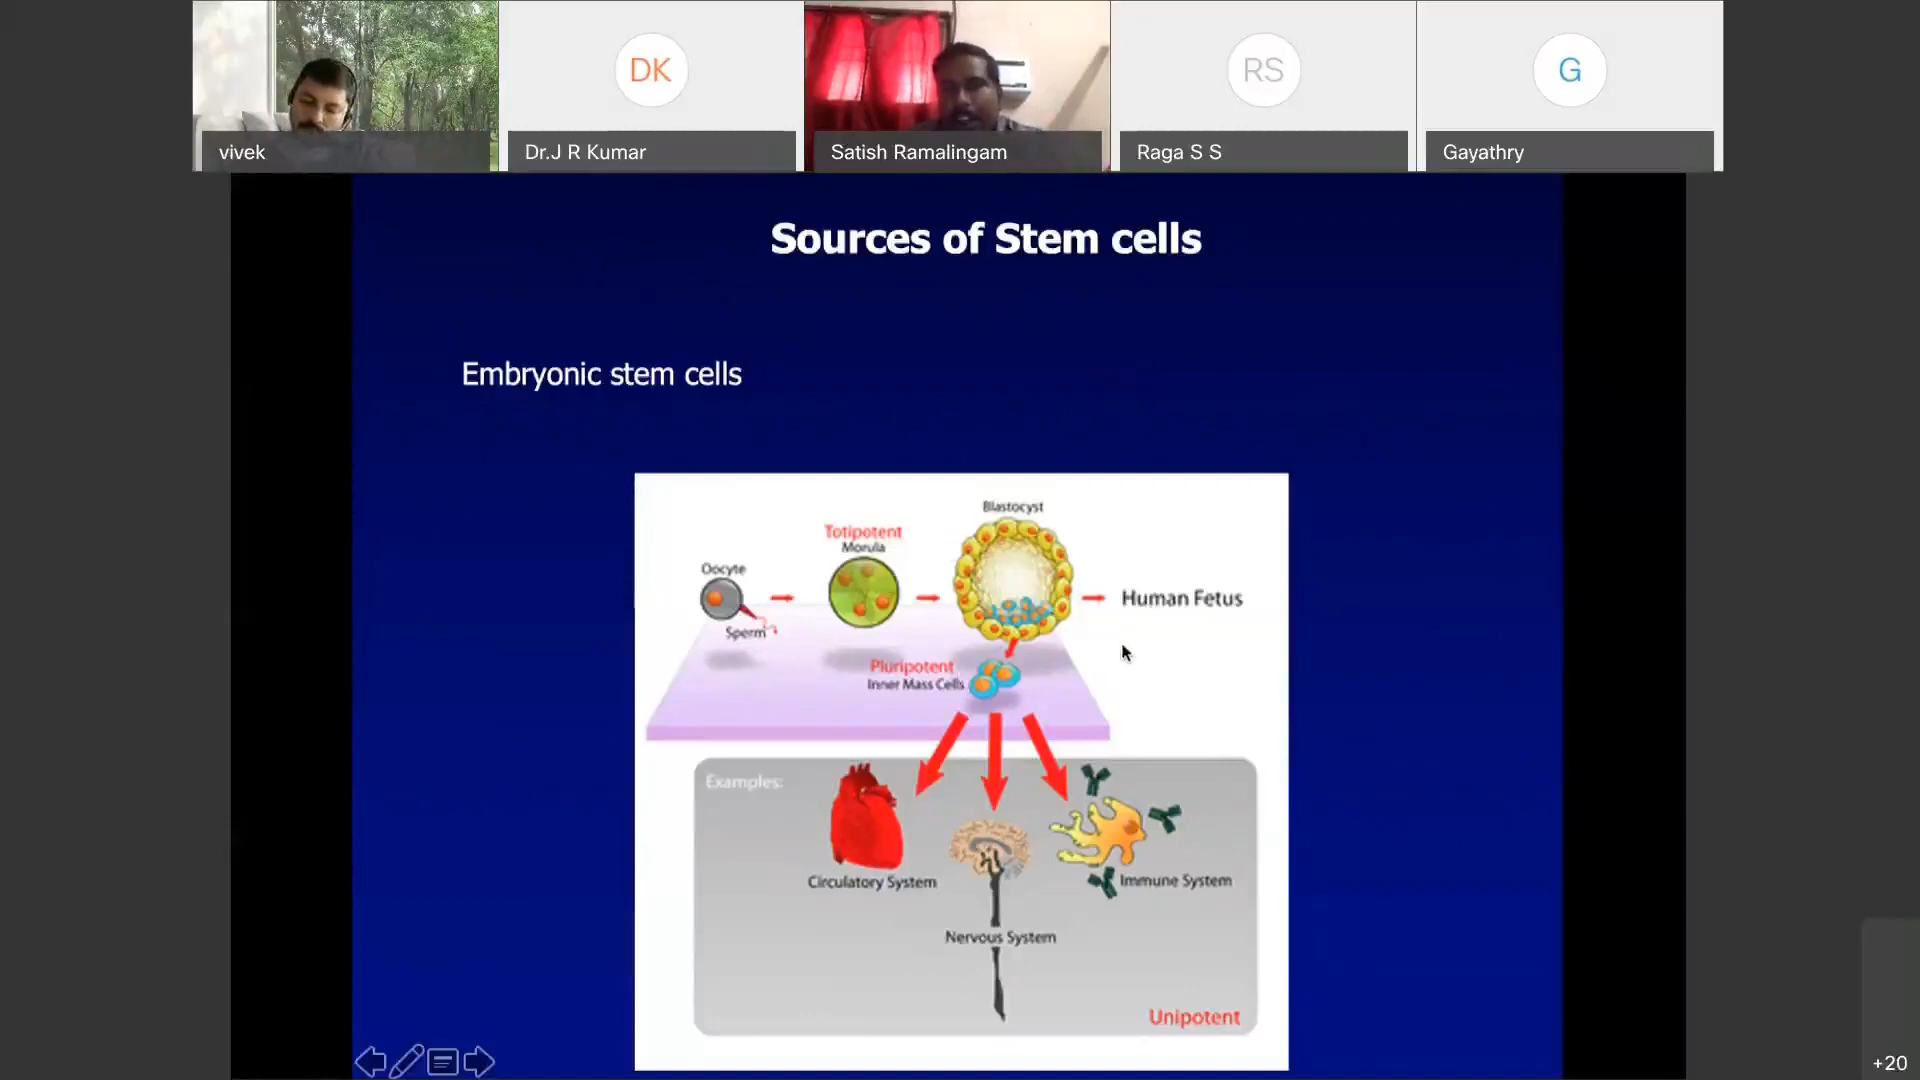 DK
RS
G
vivek
Dr.J R Kumar
Satish Ramalingam
Raga S S
Gayathry
Sources of Stem cells
Embryonic stem cells
Blastocyst
Totipotent
Morula
Oocyte
Human Fetus
Sperm
Pluripotent
Inner Mass Cells
Examples:
Circulatory System
Immune System
Nervous System
Unipotent
+20